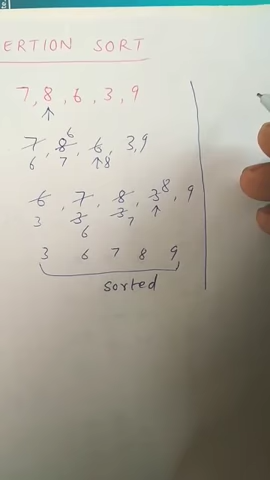 ERTION SORT
7, 8, 6, 3, 9
↑
6
7, 8, 6, 3, 9
6 7 ↑8
6, 7, 8, 3 8, 9
3 3 3 7 ↑
6
3 6 7 8 9
sorted